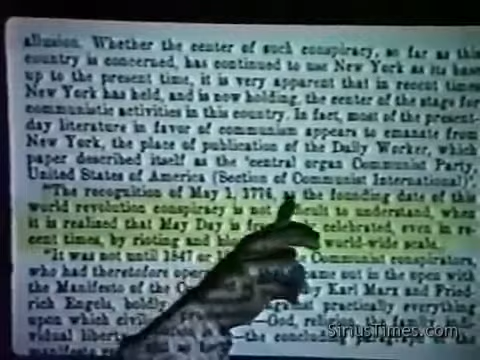 allusion. Whether the center of such conspiracy, so far as this
country is concerned, has continued to use New York as its base
up to the present time, it is very apparent that in recent times
New York has held, and is now holding, the center of the stage for
communistic activities in this country. In fact, most of the present-
day literature in favor of communism appears to emanate from
New York, the place of publication of the Daily Worker, which
paper described itself as the 'central organ Communist Party,
United States of America (Section of Communist International)'.
"The recognition of May 1, 1776, as the founding date of this
world revolution conspiracy is not to understand, when
it is realized that May Day is celebrated, even in re-
cent times, by rioting and world-wide scale.
"It was not until 1847 or Communist conspirators,
who had theretofore came out in the open with
the Manifesto of the by Karl Marx and Fried-
rich Engels, boldly against practically everything
upon which God, religion, the family,
vidual the concluding paragraph of the
manifesto
SiriusTimes.com